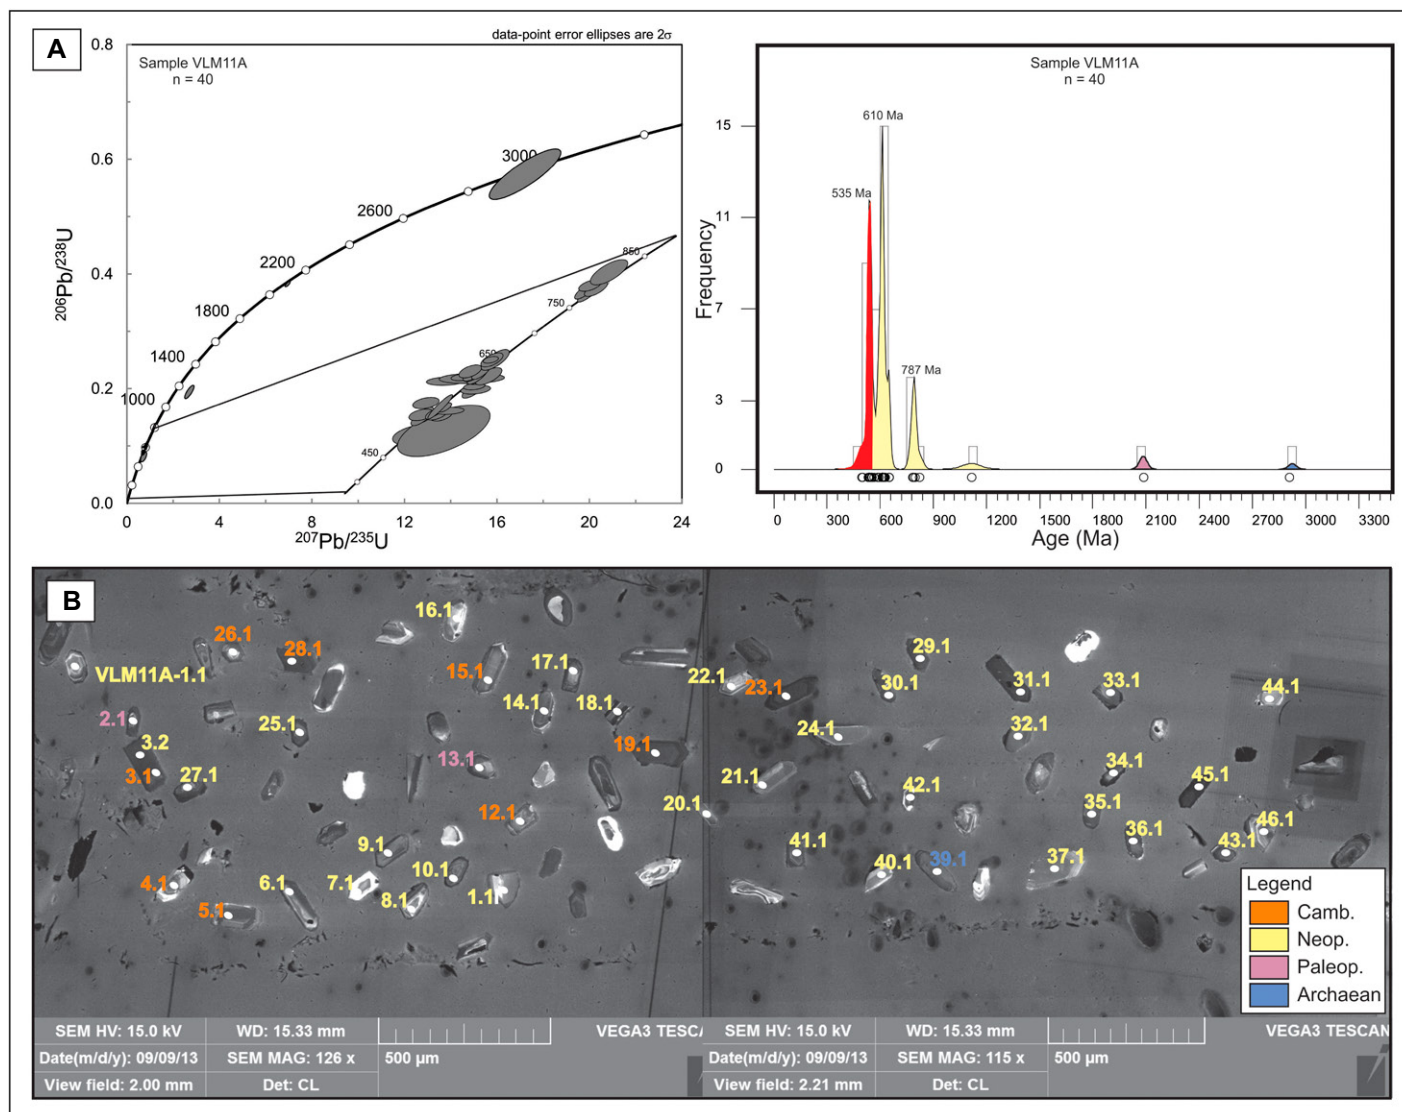 A
data-point error ellipses are 2σ
Sample VLM11A
n = 40
0.8
0.6
0.4
0.2
0.0
206Pb/238U
3000
2600
2200
1800
1400
1000
850
750
650
450
0 4 8 12 16 20 24
207Pb/235U
Sample VLM11A
n = 40
610 Ma
535 Ma
787 Ma
15
11
7
3
0
Frequency
0 300 600 900 1200 1500 1800 2100 2400 2700 3000 3300
Age (Ma)
B
16.1
26.1
28.1
VLM11A-1.1
15.1
17.1
2.1
14.1
18.1
25.1
3.2
3.1
27.1
13.1
19.1
12.1
20.1
9.1
10.1
4.1
6.1
7.1
8.1
1.1
5.1
29.1
22.1
23.1
30.1
31.1
33.1
44.1
24.1
32.1
21.1
42.1
34.1
45.1
35.1
36.1
46.1
41.1
40.1
39.1
37.1
43.1
Legend
Camb.
Neop.
Paleop.
Archaean
SEM HV: 15.0 kV WD: 15.33 mm VEGA3 TESCA
Date(m/d/y): 09/09/13 SEM MAG: 126 x 500 µm
View field: 2.00 mm Det: CL
SEM HV: 15.0 kV WD: 15.33 mm VEGA3 TESCAN
Date(m/d/y): 09/09/13 SEM MAG: 115 x 500 µm
View field: 2.21 mm Det: CL